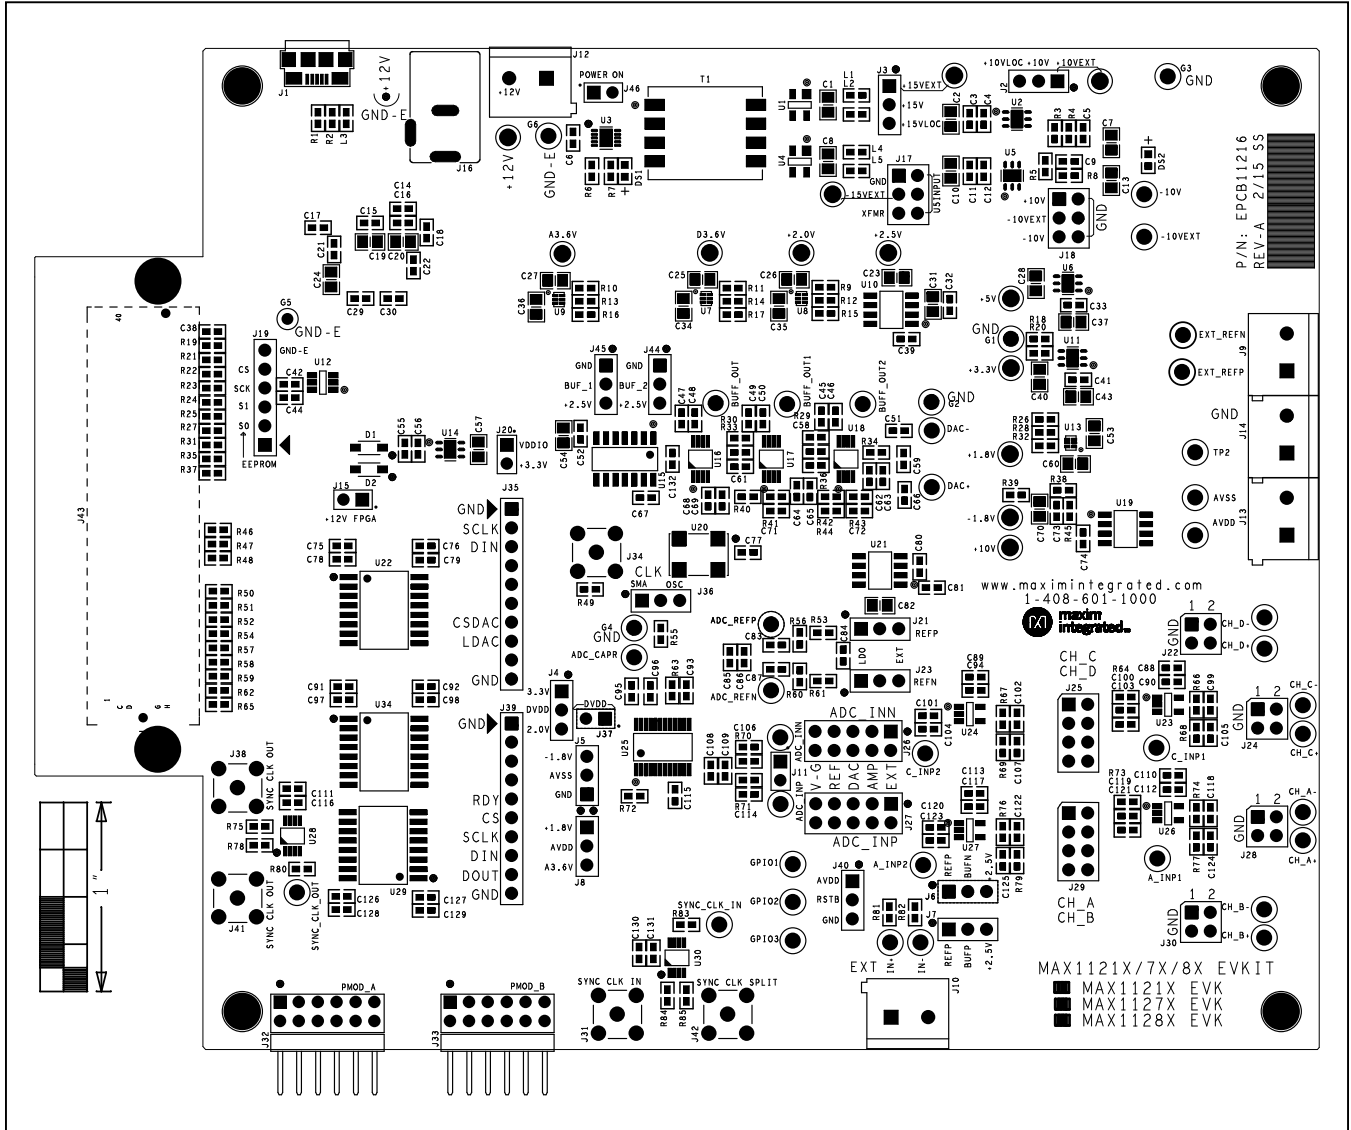 J1
+12V
GND-E
R1
R2
L3
J16
J12
+12V
POWER ON
J46
U3
G6
+12V
GND-E
C6
R6
R7
DS1
+
T1
U1
C1
L1
L2
U4
C8
L4
L5
J3
+15VEXT
+15V
+15VLOC
C2
C3
C4
U2
+10VLOC
+10V
+10VEXT
J2
G3
GND
R3
R4
C5
C7
+
DS2
J17
GND
-15VEXT
XFMR
U5INPUT
C10
C11
C12
U5
R5
C9
R8
C13
-10V
-10VEXT
+10V
-10VEXT
-10V
GND
J18
P/N: EPCB11216
REV-A 2/15 SS
C14
C16
C15
C17
C18
C21
C19
C20
C22
C24
C29
C30
A3.6V
C27
U9
C36
R10
R13
R16
D3.6V
C25
U7
C34
R11
R14
R17
+2.0V
C26
U8
C35
R9
R12
R15
+2.5V
C23
U10
C31
C32
C39
C28
U6
+5V
C33
C37
GND
G1
R18
R20
U11
+3.3V
C40
C41
C43
EXT_REFN
EXT_REFP
J9
40
J43
C38
R19
R21
R22
R23
R24
R25
R27
R31
R35
R37
G5
GND-E
J19
GND-E
CS
SCK
S1
S0
EEPROM
U12
C42
C44
D1
D2
C55
C56
U14
C57
J20
VDDIO
+3.3V
J15
+12V FPGA
J45
GND
BUF_1
+2.5V
J44
GND
BUF_2
+2.5V
C54
C52
U15
C132
C67
C47
C48
BUFF_OUT
R30
R33
U16
C61
C68
C69
R40
C49
C50
BUFF_OUT1
R29
C58
U17
R41
C71
C64
C65
R36
C45
C46
BUFF_OUT2
U18
R34
C62
C63
R42
R44
R43
C72
C51
C59
C66
G2
GND
DAC-
DAC+
R26
R28
R32
U13
C53
C60
+1.8V
R38
R39
-1.8V
C70
C73
R45
C74
U19
+10V
GND
J14
TP2
AVSS
AVDD
J13
R46
R47
R48
R50
R51
R52
R54
R57
R58
R59
R62
R65
C75
C78
U22
C76
C79
J35
GND
SCLK
DIN
CSDAC
LDAC
GND
J34
CLK
SMA
OSC
J36
R49
U20
C77
U21
C80
C81
C82
www.maximintegrated.com
1-408-601-1000
maxim
integrated™
G4
GND
R55
ADC_CAPR
ADC_REFP
C83
R56
R53
C84
J21
REFP
LDO
EXT
J23
REFN
C85
C86
C87
ADC_REFN
R60
R61
C95
C96
R63
C93
C91
C97
U34
C92
C98
J4
3.3V
DVDD
2.0V
DVDD
J37
J5
-1.8V
AVSS
GND
+1.8V
AVDD
A3.6V
J8
J39
GND
RDY
CS
SCLK
DIN
DOUT
GND
U25
R72
C115
C108
C109
C106
R70
R71
C114
ADC_INN
J11
ADC_INP
ADC_INN
V-G
REF
DAC
AMP
EXT
J26
J27
ADC_INP
C89
C94
C101
U24
C_INP2
R67
C102
R69
C107
C113
C117
C120
C123
U27
R76
C122
C125
R79
A_INP2
CH_C
CH_D
J25
R64
C100
C103
C88
C90
J22
U23
R66
C99
R68
C105
C_INP1
1 2
GND
CH_D-
CH_D+
1 2
GND
J24
CH_C-
CH_C+
R73
C119
C121
C110
C112
U26
R74
C118
R77
C124
A_INP1
J29
CH_A
CH_B
1 2
GND
J28
CH_A-
CH_A+
1 2
GND
J30
CH_B-
CH_B+
J38
SYNC CLK OUT
C111
C116
R75
R78
U28
R80
SYNC_CLK_OUT
J41
SYNC CLK OUT
U29
C126
C128
C127
C129
1"
GPIO1
GPIO2
GPIO3
J40
AVDD
RSTB
GND
R81
R82
EXT
IN+
IN-
J10
REFP
BUFN
+2.5V
J6
J7
REFP
BUFP
+2.5V
SYNC_CLK_IN
R83
C130
C131
U30
R84
R85
SYNC CLK IN
J31
SYNC CLK SPLIT
J42
PMOD_A
J32
PMOD_B
J33
MAX1121X/7X/8X EVKIT
MAX1121X EVK
MAX1127X EVK
MAX1128X EVK